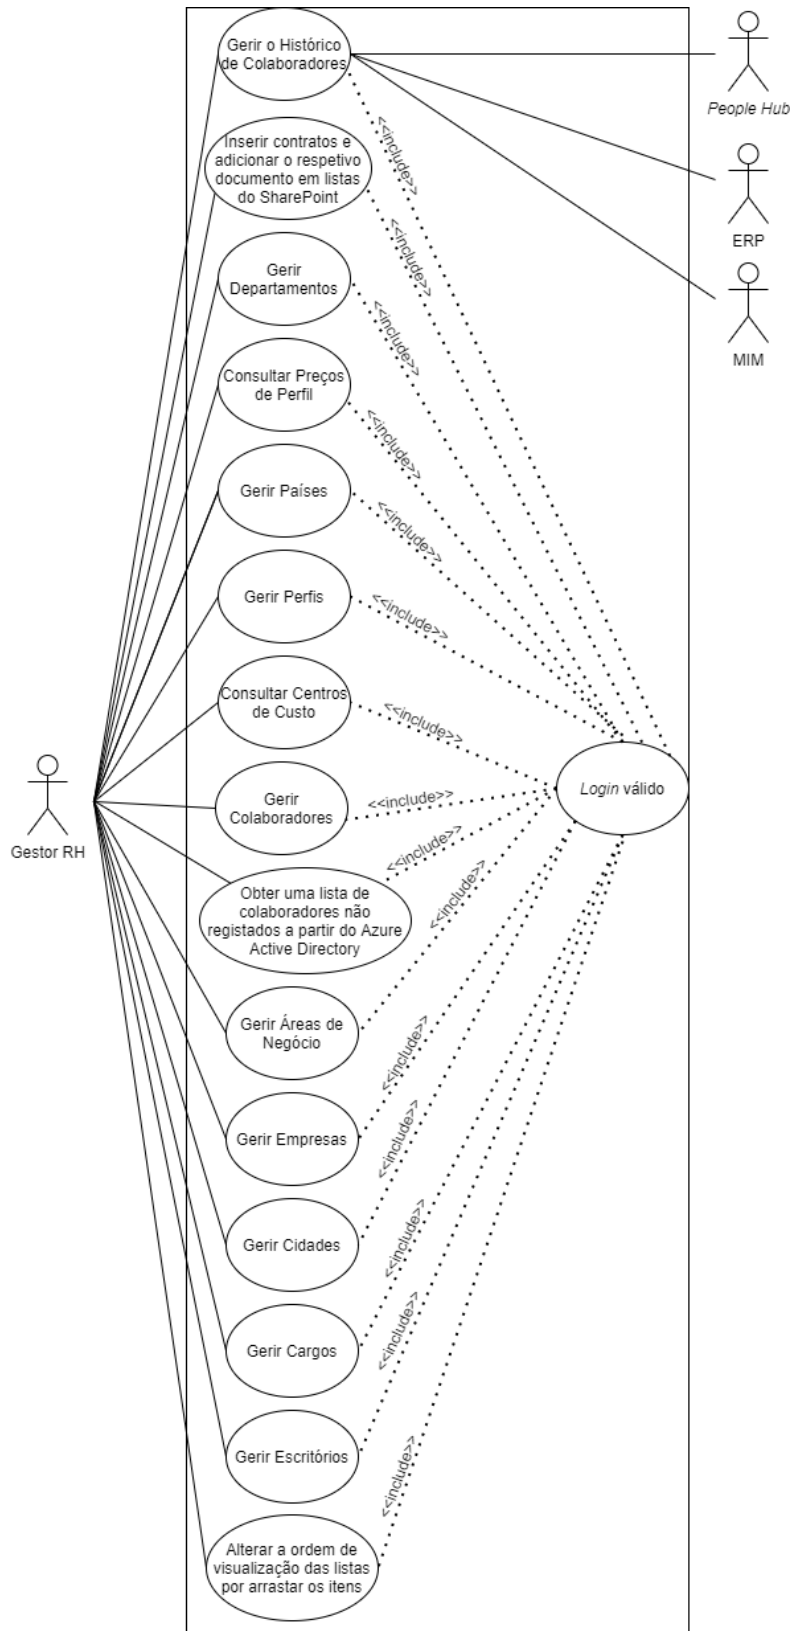 Gerir o Histórico
de Colaboradores
People Hub
<<include>>
Inserir contratos e
adicionar o respetivo
documento em listas
do SharePoint
ERP
<<include>>
MIM
Gerir
Departamentos
<<include>>
Consultar Preços
de Perfil
<<include>>
Gerir Países
<<include>>
Gerir Perfis
<<include>>
Consultar Centros
de Custo
<<include>>
Login válido
Gerir
Colaboradores
<<include>>
Gestor RH
<<include>>
Obter uma lista de
colaboradores não
registados a partir do Azure
Active Directory
<<include>>
Gerir Áreas de
Negócio
<<include>>
Gerir Empresas
<<include>>
Gerir Cidades
<<include>>
Gerir Cargos
<<include>>
Gerir Escritórios
<<include>>
Alterar a ordem de
visualização das listas
por arrastar os itens